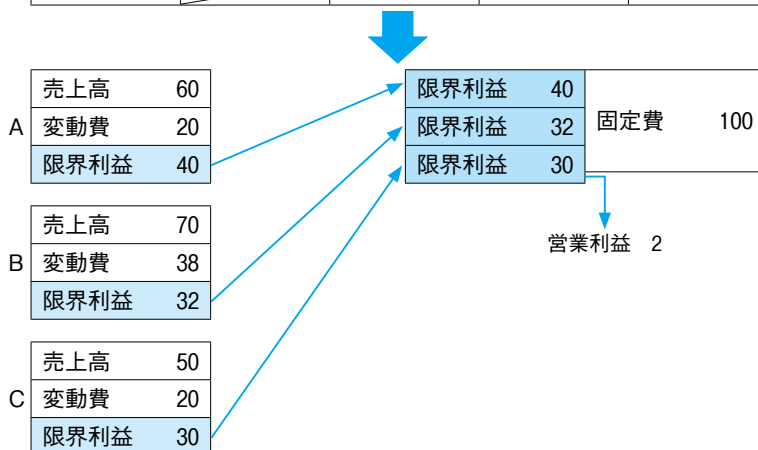 A
売上高 60
変動費 20
限界利益 40
B
売上高 70
変動費 38
限界利益 32
C
売上高 50
変動費 20
限界利益 30
限界利益 40
限界利益 32
限界利益 30
固定費 100
営業利益 2